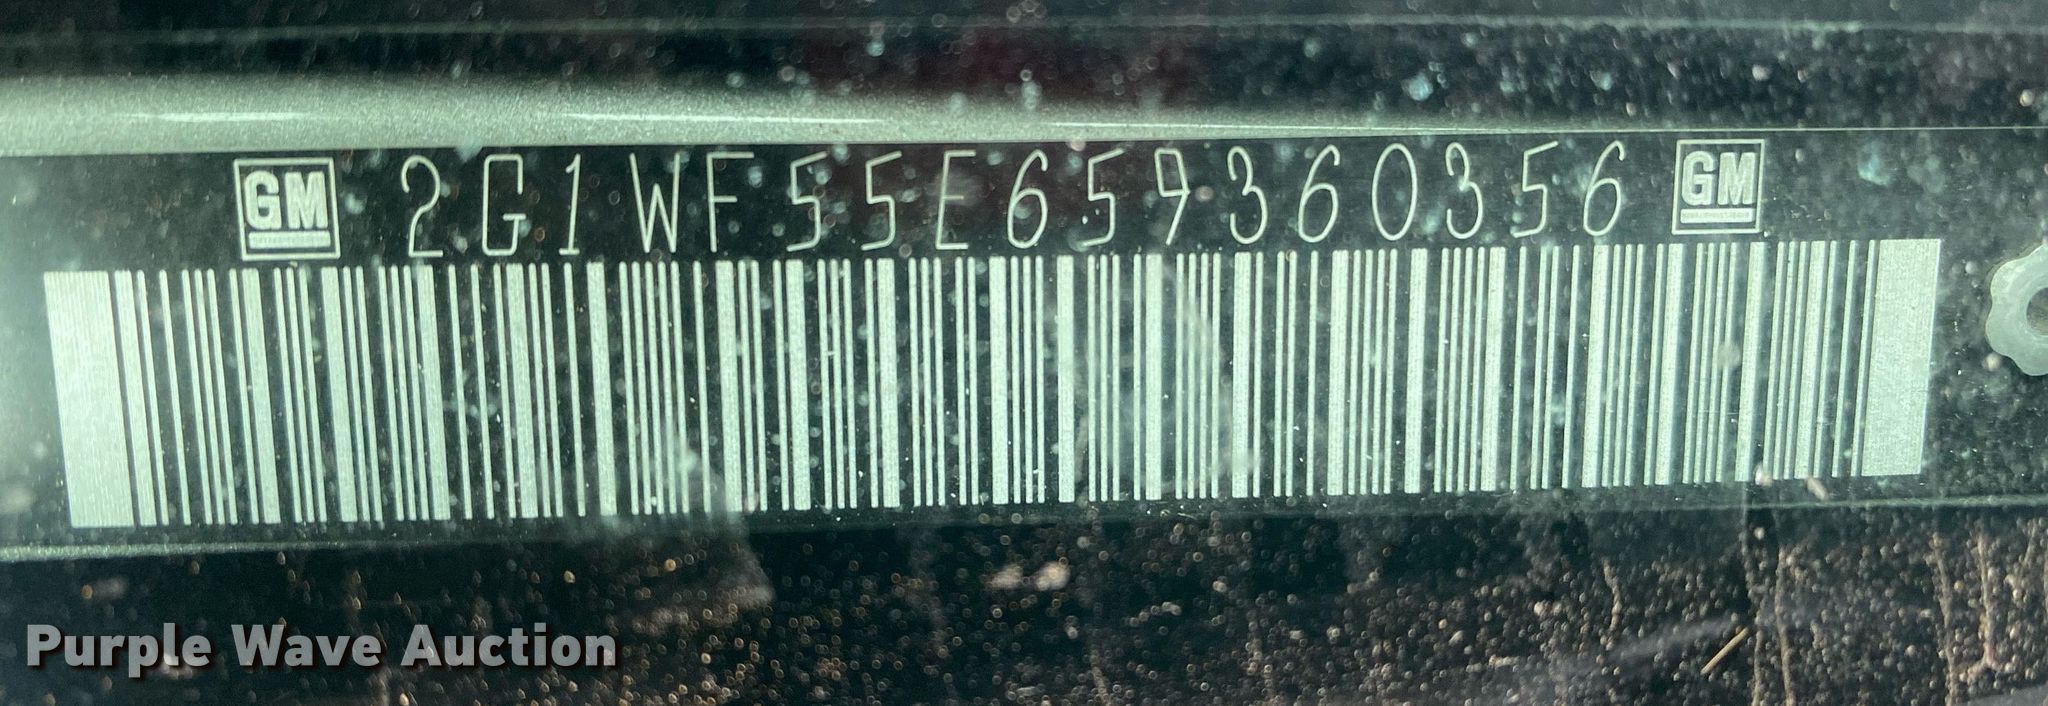 GM 2G1WF55E659360356 GM
Purple Wave Auction